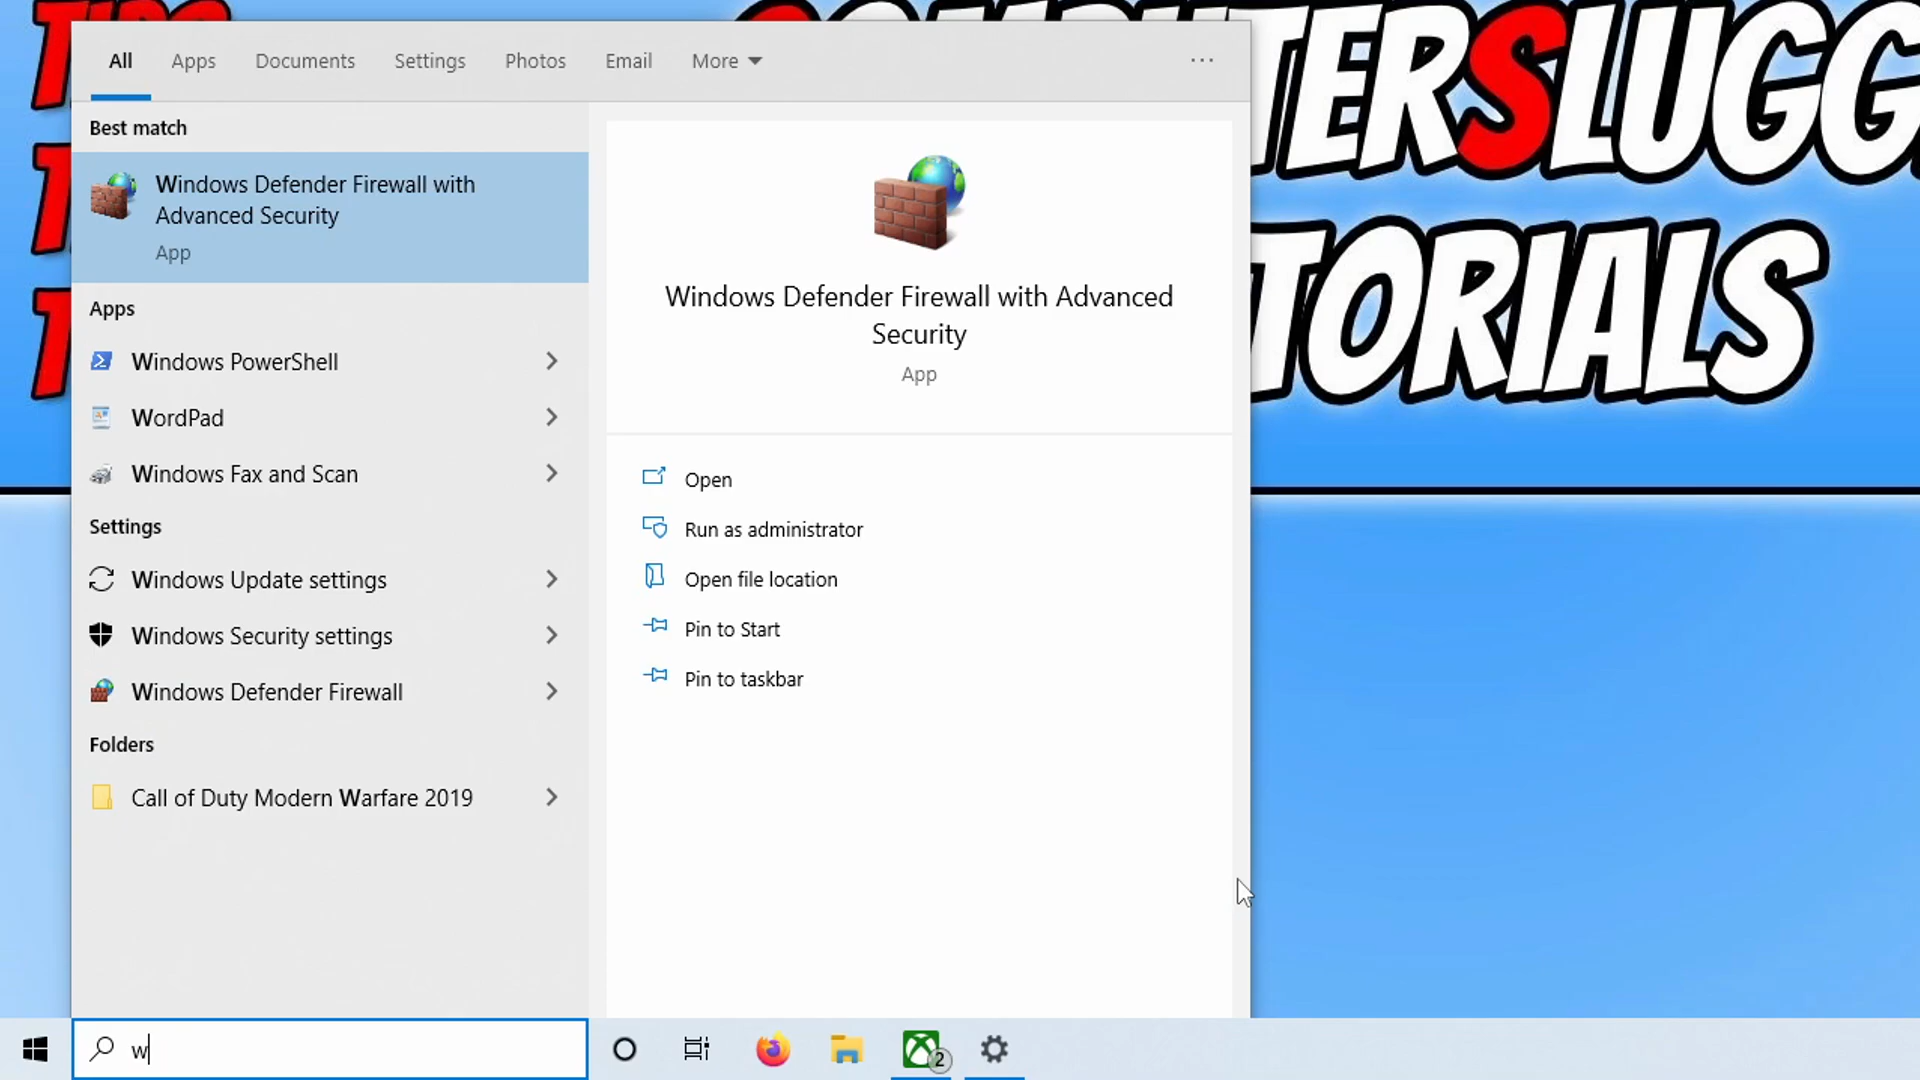 All Apps Documents Settings Photos Email More ...
Best match
Windows Defender Firewall with
Advanced Security
App
Apps
Windows PowerShell
WordPad
Windows Fax and Scan
Settings
Windows Update settings
Windows Security settings
Windows Defender Firewall
Folders
Call of Duty Modern Warfare 2019
Windows Defender Firewall with Advanced
Security
App
Open
Run as administrator
Open file location
Pin to Start
Pin to taskbar
TERSLUGG
TORIALS
w
2